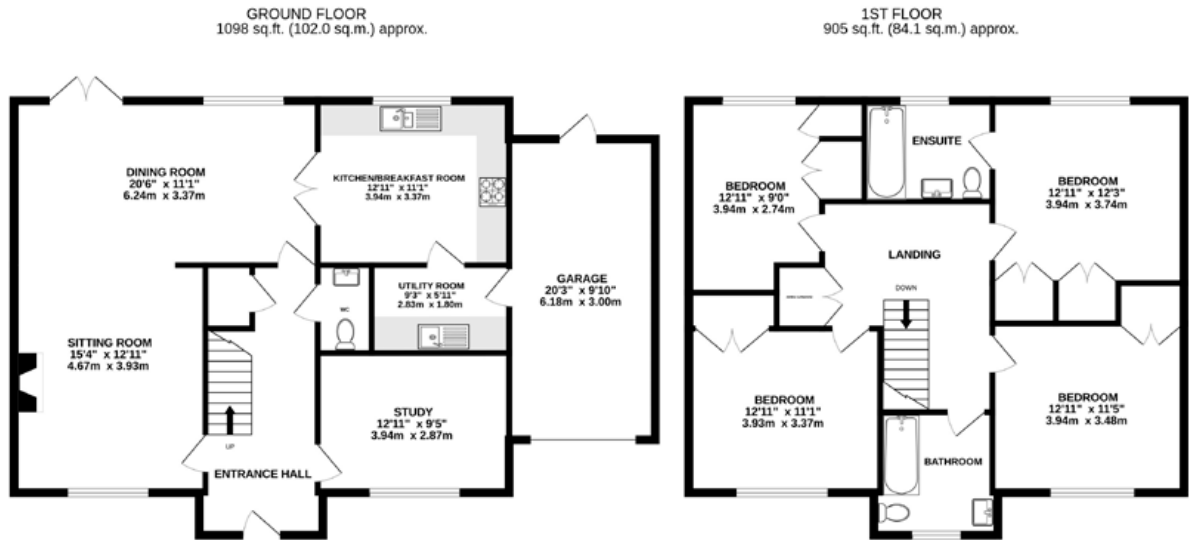 GROUND FLOOR
1098 sq.ft. (102.0 sq.m.) approx.
DINING ROOM
20'6" x 11'1"
6.24m x 3.37m
KITCHEN/BREAKFAST ROOM
12'11" x 11'1"
3.94m x 3.37m
UTILITY ROOM
9'3" x 5'11"
2.83m x 1.80m
GARAGE
20'3" x 9'10"
6.18m x 3.00m
WC
SITTING ROOM
15'4" x 12'11"
4.67m x 3.93m
STUDY
12'11" x 9'5"
3.94m x 2.87m
UP
ENTRANCE HALL
1ST FLOOR
905 sq.ft. (84.1 sq.m.) approx.
ENSUITE
BEDROOM
12'11" x 9'0"
3.94m x 2.74m
BEDROOM
12'11" x 12'3"
3.94m x 3.74m
LANDING
DOWN
BEDROOM
12'11" x 11'1"
3.93m x 3.37m
BEDROOM
12'11" x 11'5"
3.94m x 3.48m
BATHROOM